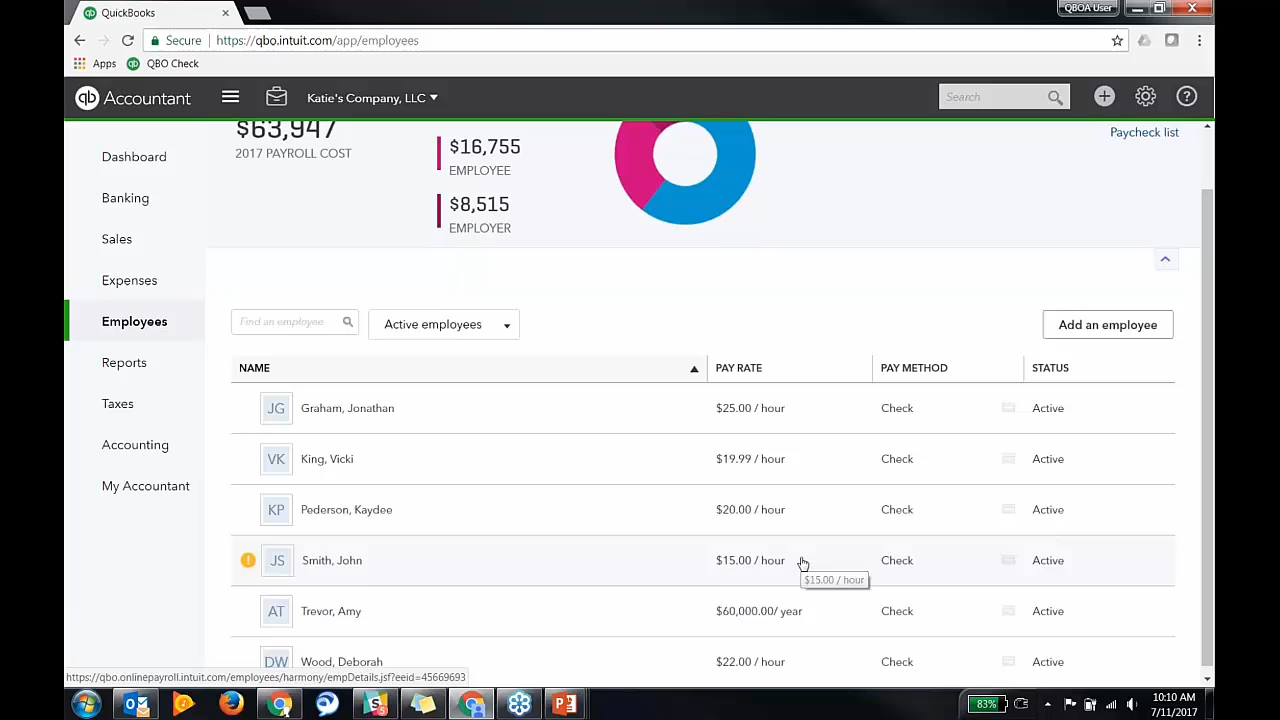 QuickBooks
QBOA User
Secure https://qbo.intuit.com/app/employees
Apps QBO Check
qb Accountant Katie's Company, LLC Search
$63,947
2017 PAYROLL COST
$16,755
EMPLOYEE
$8,515
EMPLOYER
Paycheck list
Dashboard
Banking
Sales
Expenses
Employees
Reports
Taxes
Accounting
My Accountant
Find an employee Active employees Add an employee
NAME PAY RATE PAY METHOD STATUS
JG Graham, Jonathan $25.00 / hour Check Active
VK King, Vicki $19.99 / hour Check Active
KP Pederson, Kaydee $20.00 / hour Check Active
JS Smith, John $15.00 / hour Check Active
$15.00 / hour
AT Trevor, Amy $60,000.00/ year Check Active
DW Wood, Deborah $22.00 / hour Check Active
https://qbo.onlinepayroll.intuit.com/employees/harmony/empDetails.jsf?eeid=45669693
83%
10:10 AM
7/11/2017